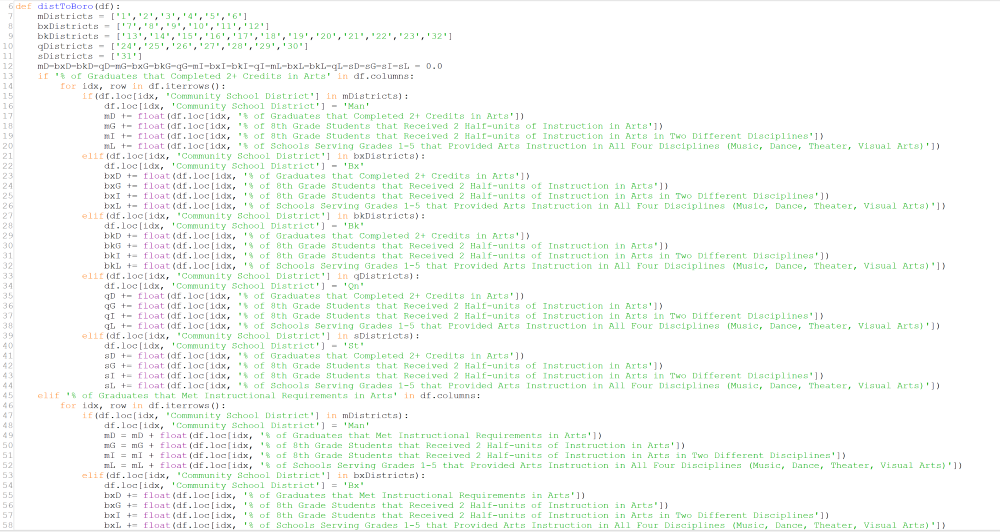 6 def distToBoro(df):
7     mDistricts = ['1','2','3','4','5','6']
8     bxDistricts = ['7','8','9','10','11','12']
9     bkDistricts = ['13','14','15','16','17','18','19','20','21','22','23','32']
10     qDistricts = ['24','25','26','27','28','29','30']
11     sDistricts = ['31']
12     mD=bxD=bkD=qD=mG=bxG=bkG=qG=mI=bxI=bkI=qI=mL=bxL=bkL=qL=sD=sG=sI=sL = 0.0
13     if '% of Graduates that Completed 2+ Credits in Arts' in df.columns:
14         for idx, row in df.iterrows():
15             if(df.loc[idx, 'Community School District'] in mDistricts):
16                 df.loc[idx, 'Community School District'] = 'Man'
17                 mD += float(df.loc[idx, '% of Graduates that Completed 2+ Credits in Arts'])
18                 mG += float(df.loc[idx, '% of 8th Grade Students that Received 2 Half-units of Instruction in Arts'])
19                 mI += float(df.loc[idx, '% of 8th Grade Students that Received 2 Half-units of Instruction in Arts in Two Different Disciplines'])
20                 mL += float(df.loc[idx, '% of Schools Serving Grades 1-5 that Provided Arts Instruction in All Four Disciplines (Music, Dance, Theater, Visual Arts)'])
21             elif(df.loc[idx, 'Community School District'] in bxDistricts):
22                 df.loc[idx, 'Community School District'] = 'Bx'
23                 bxD += float(df.loc[idx, '% of Graduates that Completed 2+ Credits in Arts'])
24                 bxG += float(df.loc[idx, '% of 8th Grade Students that Received 2 Half-units of Instruction in Arts'])
25                 bxI += float(df.loc[idx, '% of 8th Grade Students that Received 2 Half-units of Instruction in Arts in Two Different Disciplines'])
26                 bxL += float(df.loc[idx, '% of Schools Serving Grades 1-5 that Provided Arts Instruction in All Four Disciplines (Music, Dance, Theater, Visual Arts)'])
27             elif(df.loc[idx, 'Community School District'] in bkDistricts):
28                 df.loc[idx, 'Community School District'] = 'Bk'
29                 bkD += float(df.loc[idx, '% of Graduates that Completed 2+ Credits in Arts'])
30                 bkG += float(df.loc[idx, '% of 8th Grade Students that Received 2 Half-units of Instruction in Arts'])
31                 bkI += float(df.loc[idx, '% of 8th Grade Students that Received 2 Half-units of Instruction in Arts in Two Different Disciplines'])
32                 bkL += float(df.loc[idx, '% of Schools Serving Grades 1-5 that Provided Arts Instruction in All Four Disciplines (Music, Dance, Theater, Visual Arts)'])
33             elif(df.loc[idx, 'Community School District'] in qDistricts):
34                 df.loc[idx, 'Community School District'] = 'Qn'
35                 qD += float(df.loc[idx, '% of Graduates that Completed 2+ Credits in Arts'])
36                 qG += float(df.loc[idx, '% of 8th Grade Students that Received 2 Half-units of Instruction in Arts'])
37                 qI += float(df.loc[idx, '% of 8th Grade Students that Received 2 Half-units of Instruction in Arts in Two Different Disciplines'])
38                 qL += float(df.loc[idx, '% of Schools Serving Grades 1-5 that Provided Arts Instruction in All Four Disciplines (Music, Dance, Theater, Visual Arts)'])
39             elif(df.loc[idx, 'Community School District'] in sDistricts):
40                 df.loc[idx, 'Community School District'] = 'St'
41                 sD += float(df.loc[idx, '% of Graduates that Completed 2+ Credits in Arts'])
42                 sG += float(df.loc[idx, '% of 8th Grade Students that Received 2 Half-units of Instruction in Arts'])
43                 sI += float(df.loc[idx, '% of 8th Grade Students that Received 2 Half-units of Instruction in Arts in Two Different Disciplines'])
44                 sL += float(df.loc[idx, '% of Schools Serving Grades 1-5 that Provided Arts Instruction in All Four Disciplines (Music, Dance, Theater, Visual Arts)'])
45     elif '% of Graduates that Met Instructional Requirements in Arts' in df.columns:
46         for idx, row in df.iterrows():
47             if(df.loc[idx, 'Community School District'] in mDistricts):
48                 df.loc[idx, 'Community School District'] = 'Man'
49                 mD = mD + float(df.loc[idx, '% of Graduates that Met Instructional Requirements in Arts'])
50                 mG = mG + float(df.loc[idx, '% of 8th Grade Students that Received 2 Half-units of Instruction in Arts'])
51                 mI = mI + float(df.loc[idx, '% of 8th Grade Students that Received 2 Half-units of Instruction in Arts in Two Different Disciplines'])
52                 mL = mL + float(df.loc[idx, '% of Schools Serving Grades 1-5 that Provided Arts Instruction in All Four Disciplines (Music, Dance, Theater, Visual Arts)'])
53             elif(df.loc[idx, 'Community School District'] in bxDistricts):
54                 df.loc[idx, 'Community School District'] = 'Bx'
55                 bxD += float(df.loc[idx, '% of Graduates that Met Instructional Requirements in Arts'])
56                 bxG += float(df.loc[idx, '% of 8th Grade Students that Received 2 Half-units of Instruction in Arts'])
57                 bxI += float(df.loc[idx, '% of 8th Grade Students that Received 2 Half-units of Instruction in Arts in Two Different Disciplines'])
58                 bxL += float(df.loc[idx, '% of Schools Serving Grades 1-5 that Provided Arts Instruction in All Four Disciplines (Music, Dance, Theater, Visual Arts)'])